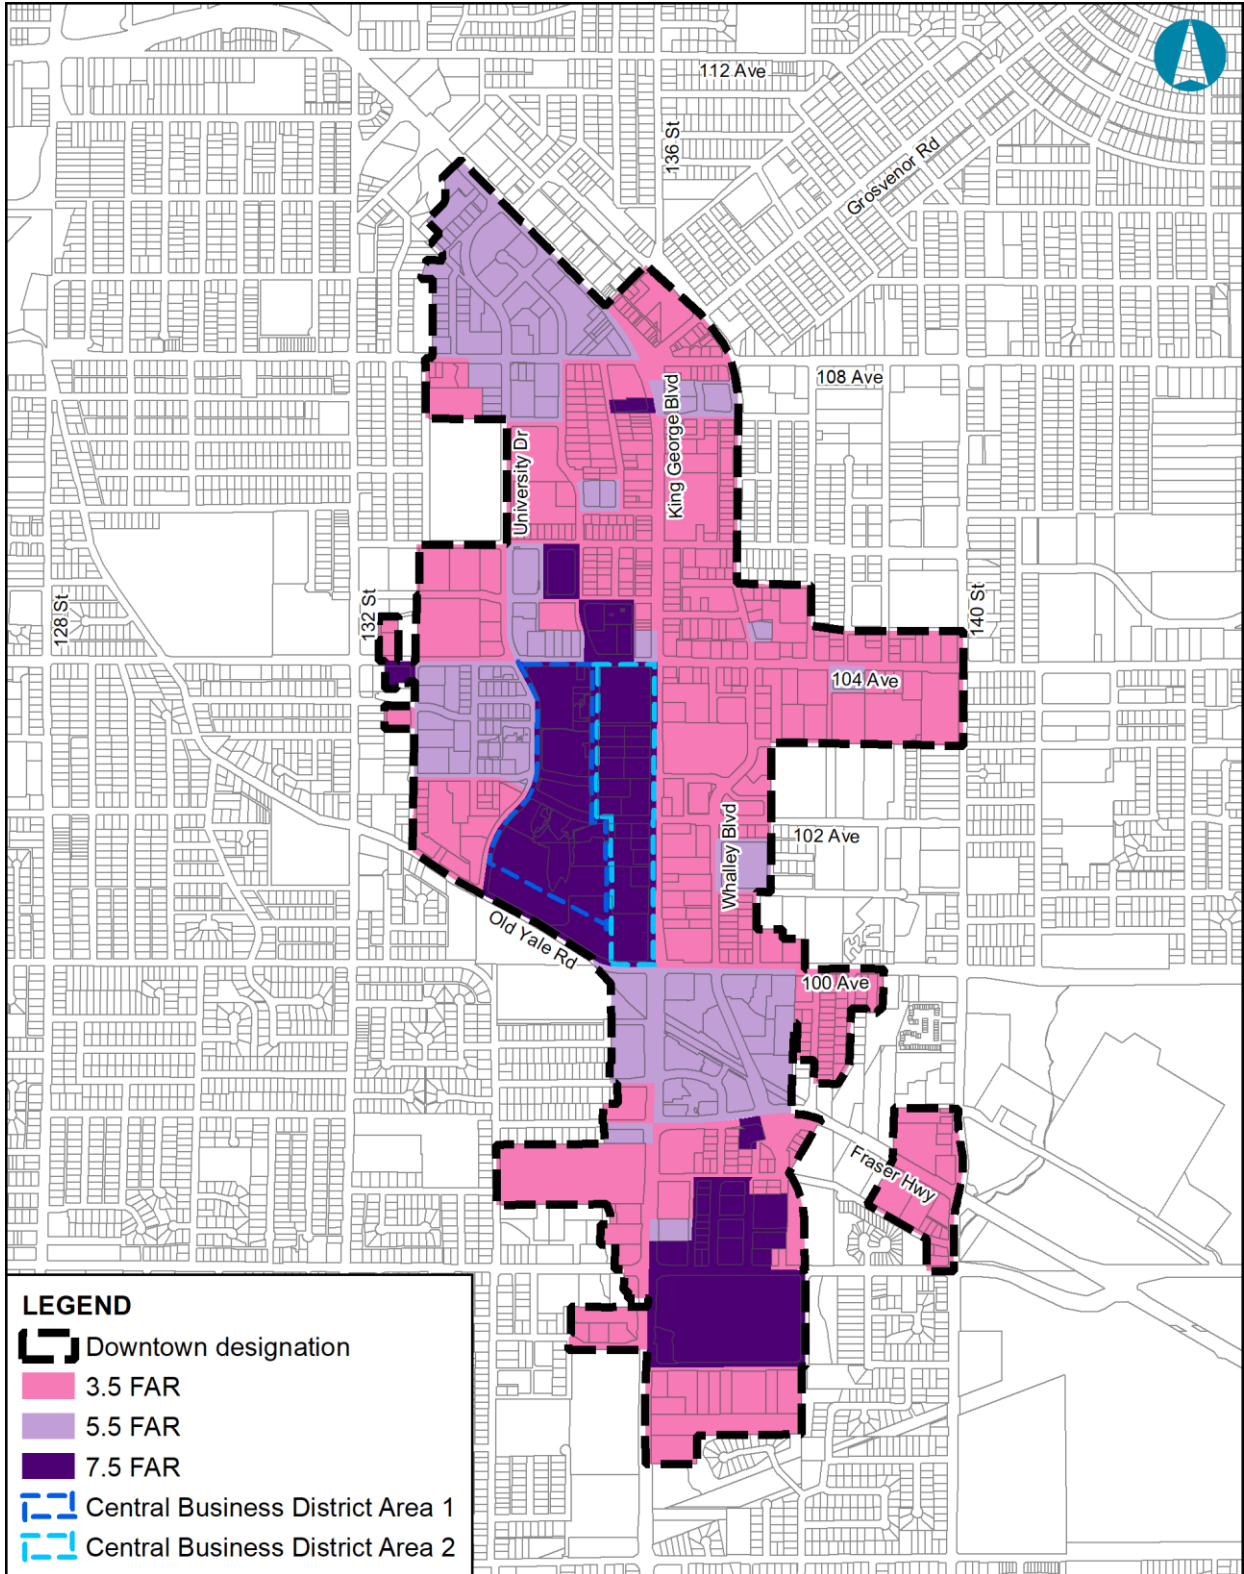 112 Ave
136 St
Grosvenor Rd
108 Ave
King George Blvd
University Dr
128 St
132 St
140 St
104 Ave
102 Ave
Whalley Blvd
Old Yale Rd
100 Ave
Fraser Hwy
LEGEND
Downtown designation
3.5 FAR
5.5 FAR
7.5 FAR
Central Business District Area 1
Central Business District Area 2